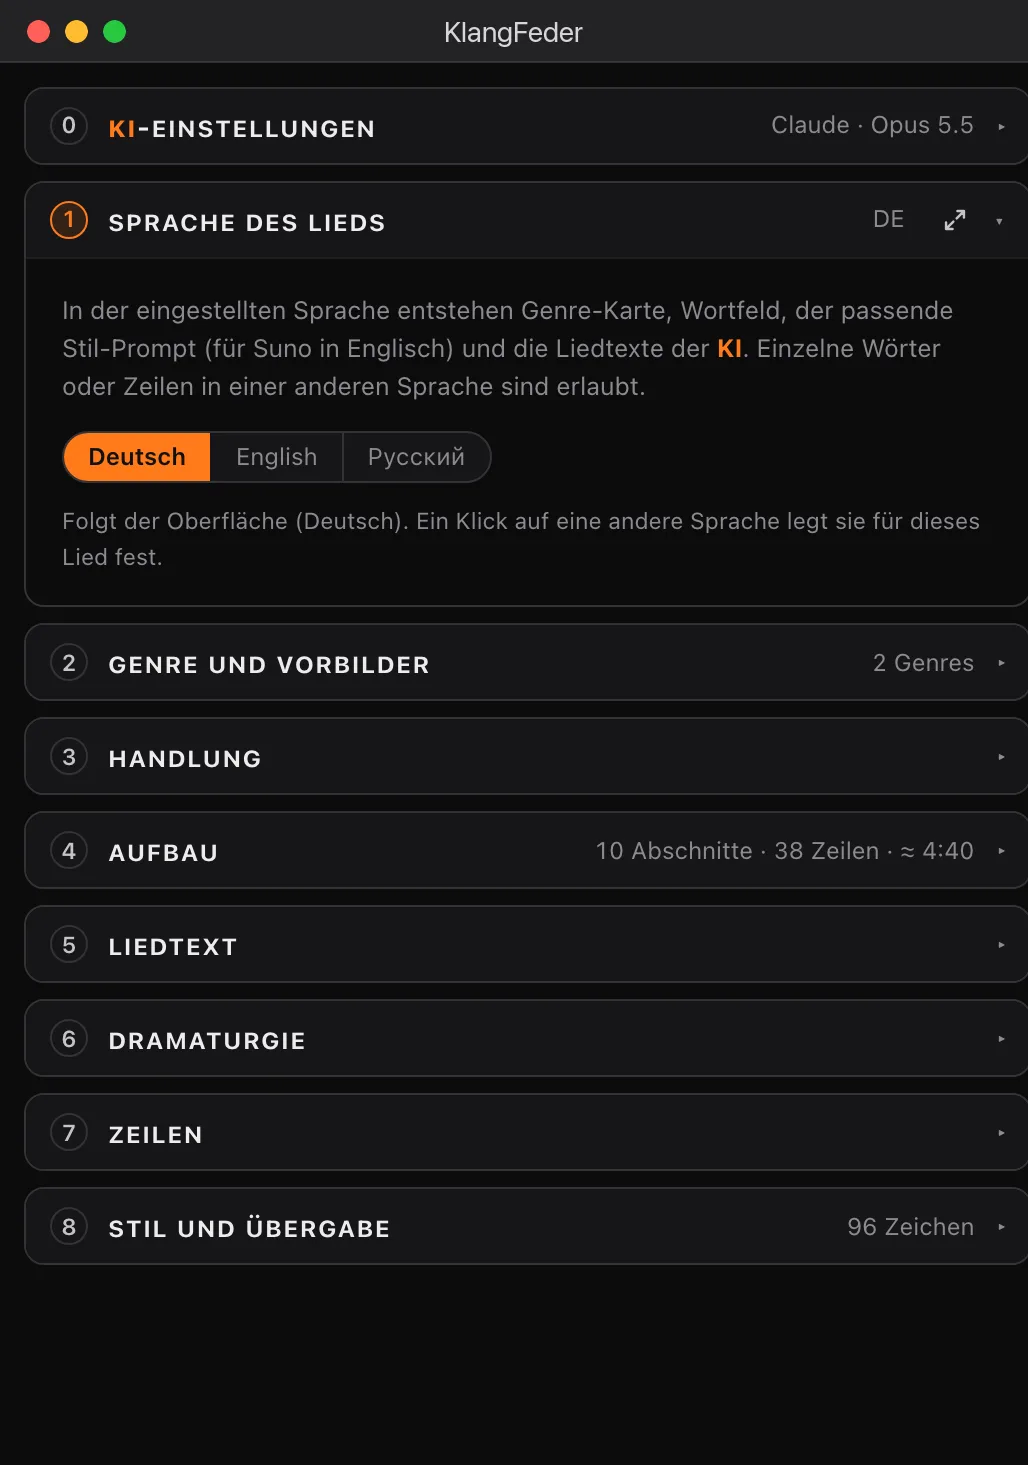 KlangFeder
0 KI-EINSTELLUNGEN Claude · Opus 5.5 ▸
1 SPRACHE DES LIEDS DE ▾
In der eingestellten Sprache entstehen Genre-Karte, Wortfeld, der passende
Stil-Prompt (für Suno in Englisch) und die Liedtexte der KI. Einzelne Wörter
oder Zeilen in einer anderen Sprache sind erlaubt.
Deutsch English Русский
Folgt der Oberfläche (Deutsch). Ein Klick auf eine andere Sprache legt sie für dieses
Lied fest.
2 GENRE UND VORBILDER 2 Genres ▸
3 HANDLUNG ▸
4 AUFBAU 10 Abschnitte · 38 Zeilen · ≈ 4:40 ▸
5 LIEDTEXT ▸
6 DRAMATURGIE ▸
7 ZEILEN ▸
8 STIL UND ÜBERGABE 96 Zeichen ▸